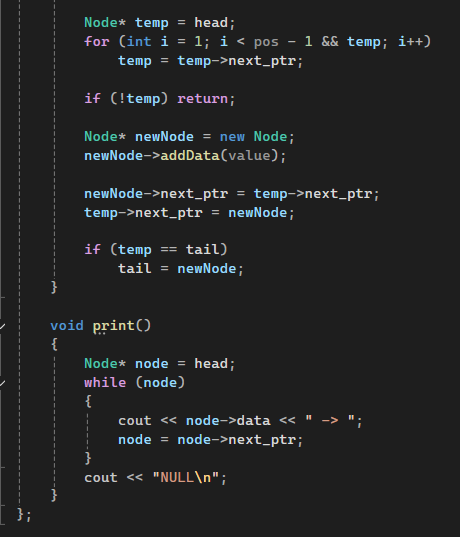 Node* temp = head;
for (int i = 1; i < pos - 1 && temp; i++)
temp = temp->next_ptr;
if (!temp) return;
Node* newNode = new Node;
newNode->addData(value);
newNode->next_ptr = temp->next_ptr;
temp->next_ptr = newNode;
if (temp == tail)
tail = newNode;
}
void print()
{
Node* node = head;
while (node)
{
cout << node->data << " -> ";
node = node->next_ptr;
}
cout << "NULL\n";
}
};